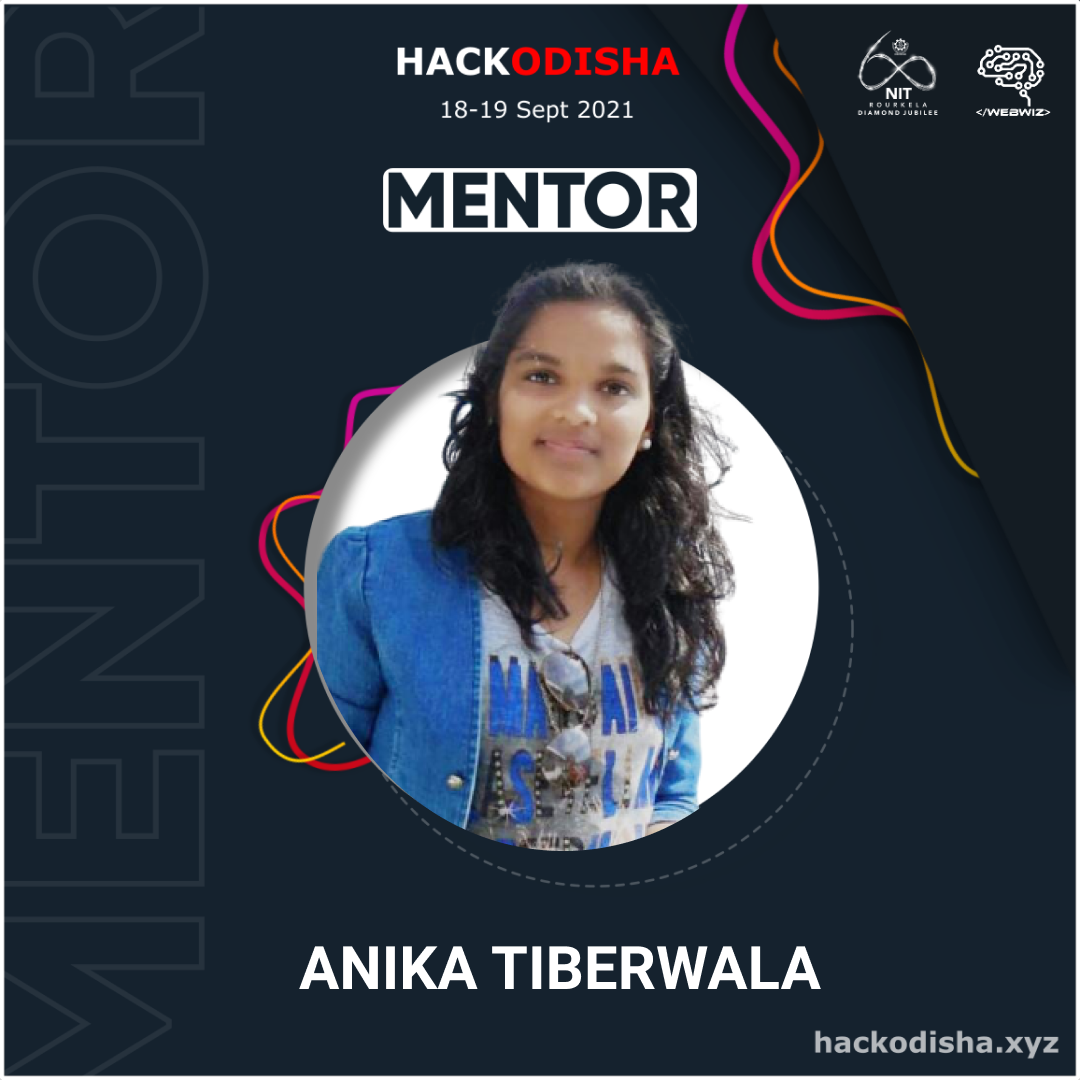 HACKODISHA
18-19 Sept 2021
NIT
ROURKELA
DIAMOND JUBILEE
</WEBWIZ>
MENTOR
MENTOR
ANIKA TIBERWALA
hackodisha.xyz